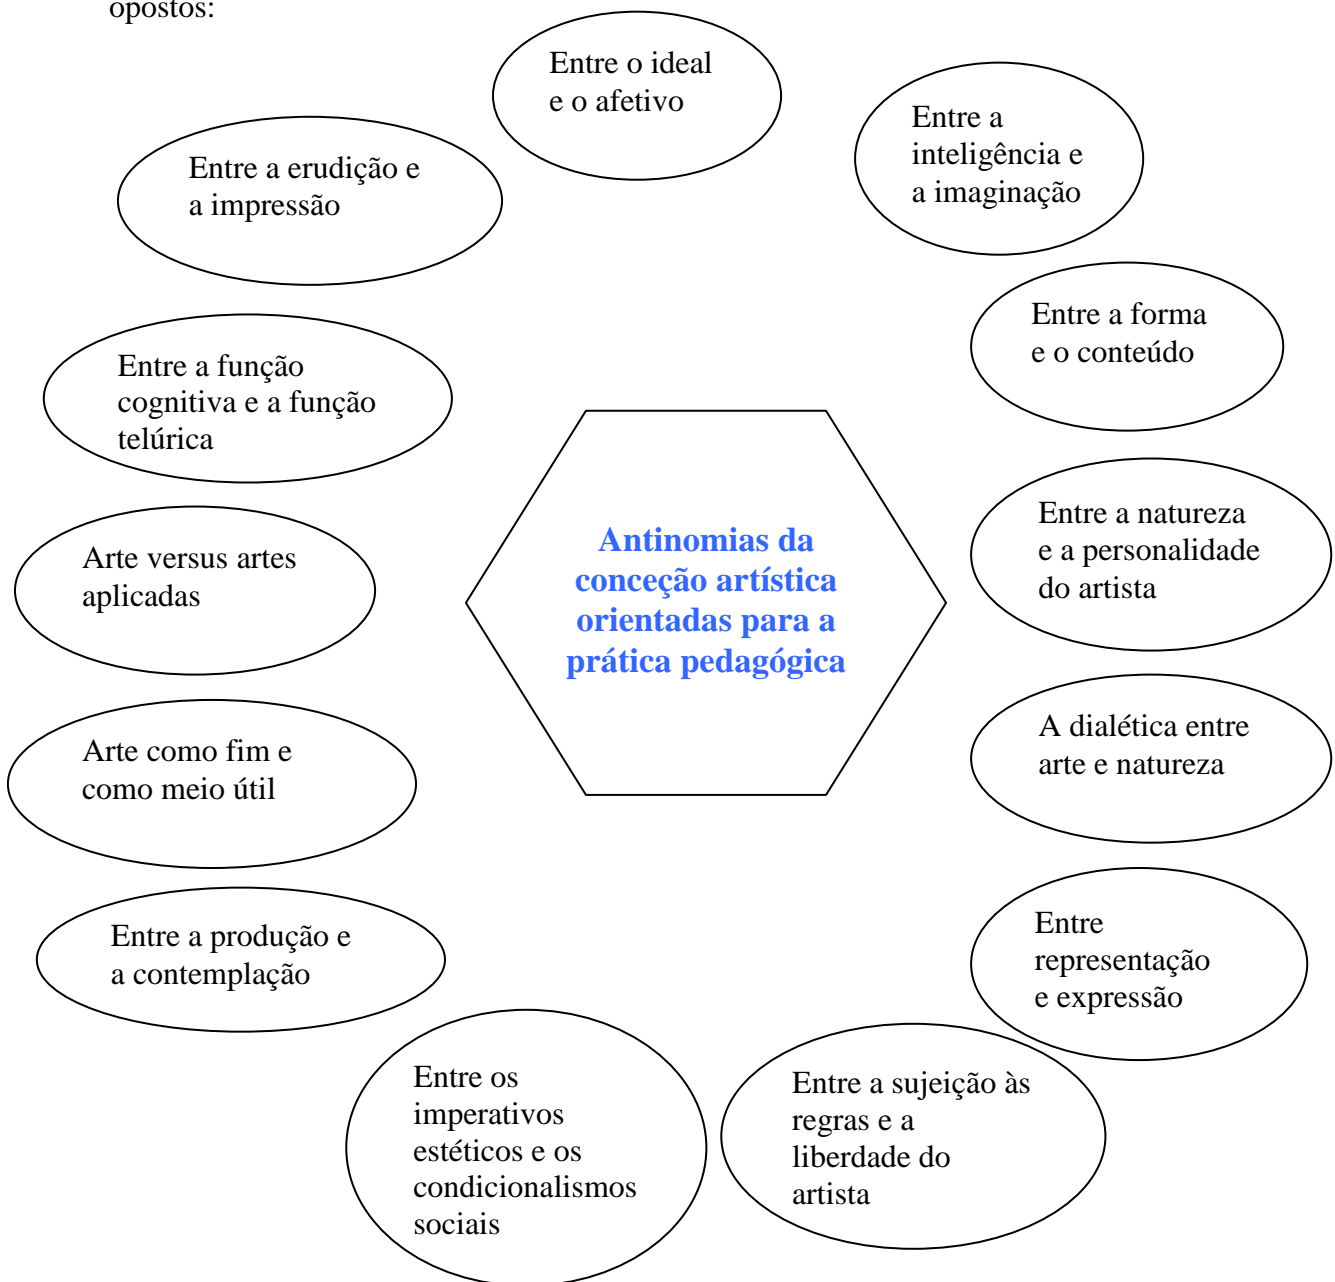 opostos:
Entre o ideal
e o afetivo
Entre a
inteligência e
a imaginação
Entre a erudição e
a impressão
Entre a forma
e o conteúdo
Entre a função
cognitiva e a função
telúrica
Entre a natureza
e a personalidade
do artista
Antinomias da
conceção artística
orientadas para a
prática pedagógica
Arte versus artes
aplicadas
A dialética entre
arte e natureza
Arte como fim e
como meio útil
Entre
representação
e expressão
Entre a produção e
a contemplação
Entre os
imperativos
estéticos e os
condicionalismos
sociais
Entre a sujeição às
regras e a
liberdade do
artista